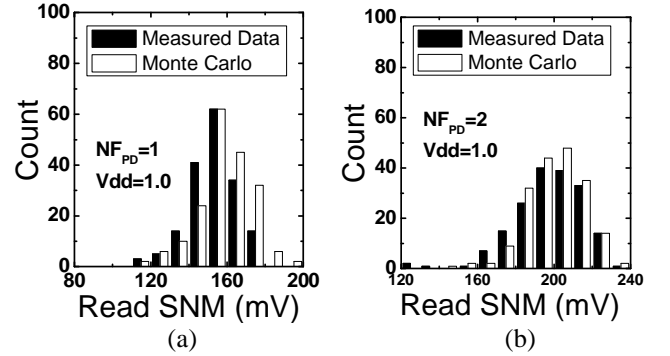 100
80
60
40
20
0
Count
Measured Data
Monte Carlo
NF_PD=1
Vdd=1.0
80 120 160 200
Read SNM (mV)
(a)
100
80
60
40
20
0
Count
Measured Data
Monte Carlo
NF_PD=2
Vdd=1.0
120 160 200 240
Read SNM (mV)
(b)